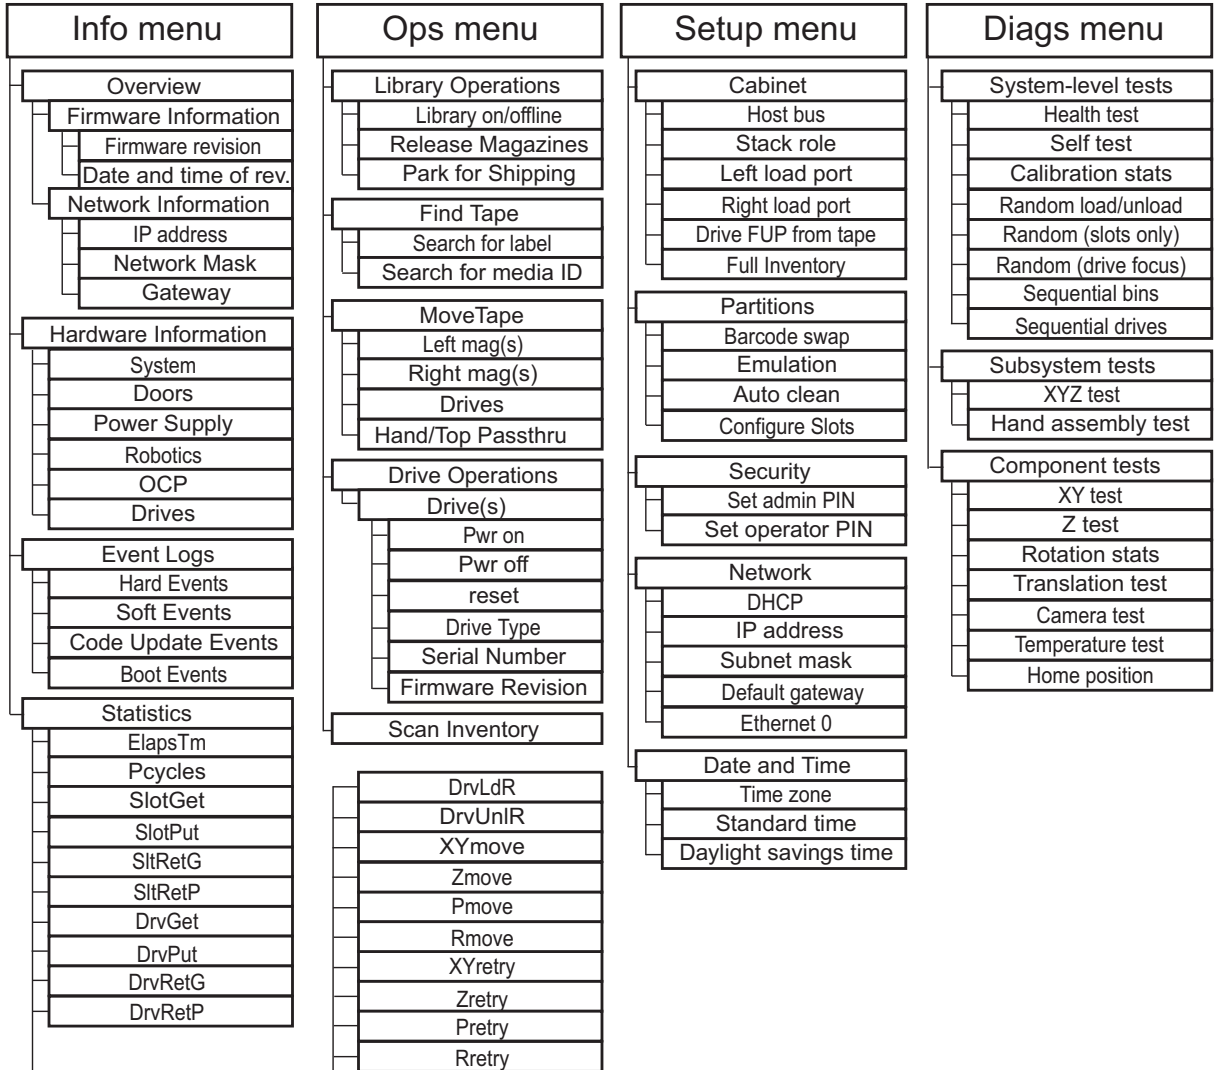 Info menu
Overview
Firmware Information
Firmware revision
Date and time of rev.
Network Information
IP address
Network Mask
Gateway
Hardware Information
System
Doors
Power Supply
Robotics
OCP
Drives
Event Logs
Hard Events
Soft Events
Code Update Events
Boot Events
Statistics
ElapsTm
Pcycles
SlotGet
SlotPut
SltRetG
SltRetP
DrvGet
DrvPut
DrvRetG
DrvRetP
Ops menu
Library Operations
Library on/offline
Release Magazines
Park for Shipping
Find Tape
Search for label
Search for media ID
MoveTape
Left mag(s)
Right mag(s)
Drives
Hand/Top Passthru
Drive Operations
Drive(s)
Pwr on
Pwr off
reset
Drive Type
Serial Number
Firmware Revision
Scan Inventory
DrvLdR
DrvUnlR
XYmove
Zmove
Pmove
Rmove
XYretry
Zretry
Pretry
Rretry
Setup menu
Cabinet
Host bus
Stack role
Left load port
Right load port
Drive FUP from tape
Full Inventory
Partitions
Barcode swap
Emulation
Auto clean
Configure Slots
Security
Set admin PIN
Set operator PIN
Network
DHCP
IP address
Subnet mask
Default gateway
Ethernet 0
Date and Time
Time zone
Standard time
Daylight savings time
Diags menu
System-level tests
Health test
Self test
Calibration stats
Random load/unload
Random (slots only)
Random (drive focus)
Sequential bins
Sequential drives
Subsystem tests
XYZ test
Hand assembly test
Component tests
XY test
Z test
Rotation stats
Translation test
Camera test
Temperature test
Home position